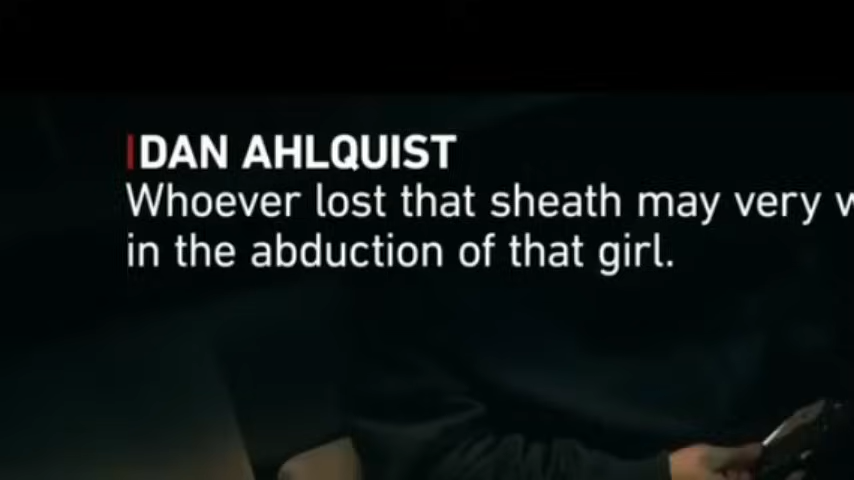 DAN AHLQUIST
Whoever lost that sheath may very
in the abduction of that girl.